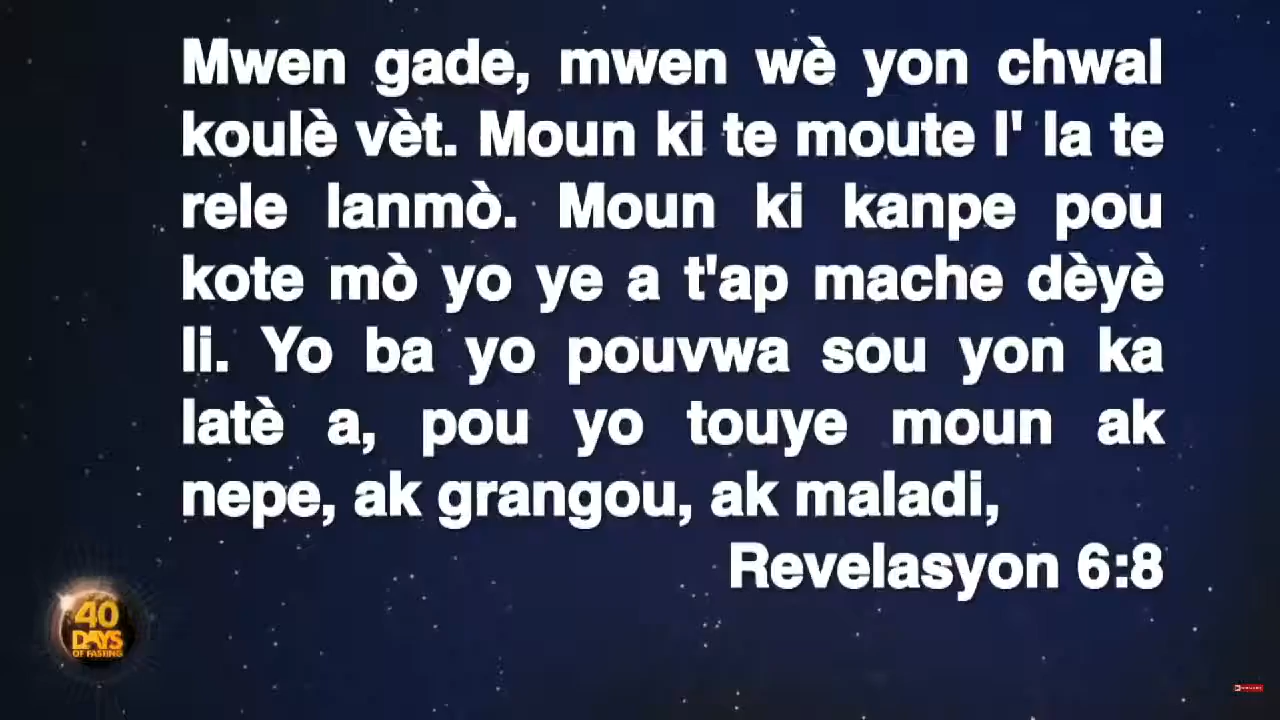 Mwen gade, mwen wè yon chwal
koulè vèt. Moun ki te moute l' la te
rele lanmò. Moun ki kanpe pou
kote mò yo ye a t'ap mache dèyè
li. Yo ba yo pouvwa sou yon ka
latè a, pou yo touye moun ak
nepe, ak grangou, ak maladi,
Revelasyon 6:8
40
DAYS
OF FASTING